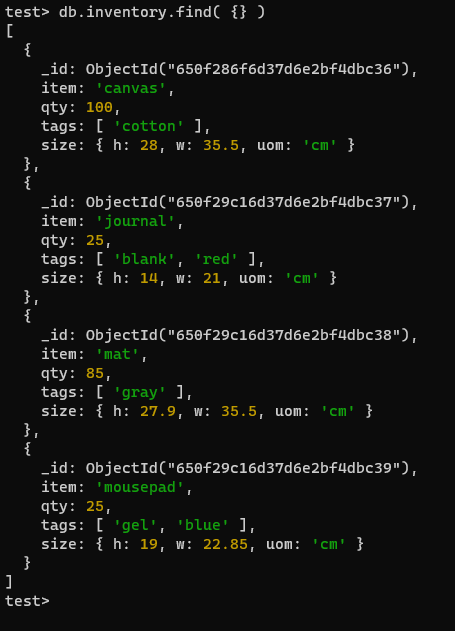 test> db.inventory.find( {} )
[
  {
    _id: ObjectId("650f286f6d37d6e2bf4dbc36"),
    item: 'canvas',
    qty: 100,
    tags: [ 'cotton' ],
    size: { h: 28, w: 35.5, uom: 'cm' }
  },
  {
    _id: ObjectId("650f29c16d37d6e2bf4dbc37"),
    item: 'journal',
    qty: 25,
    tags: [ 'blank', 'red' ],
    size: { h: 14, w: 21, uom: 'cm' }
  },
  {
    _id: ObjectId("650f29c16d37d6e2bf4dbc38"),
    item: 'mat',
    qty: 85,
    tags: [ 'gray' ],
    size: { h: 27.9, w: 35.5, uom: 'cm' }
  },
  {
    _id: ObjectId("650f29c16d37d6e2bf4dbc39"),
    item: 'mousepad',
    qty: 25,
    tags: [ 'gel', 'blue' ],
    size: { h: 19, w: 22.85, uom: 'cm' }
  }
]
test>